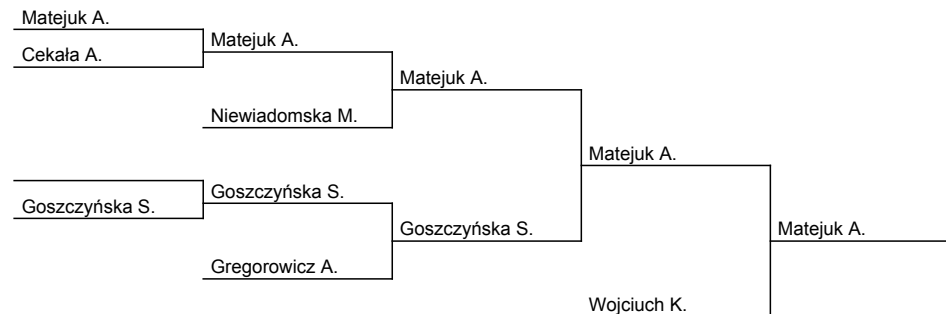 Matejuk A.
Matejuk A.
Cekała A.
Matejuk A.
Niewiadomska M.
Matejuk A.
Goszczyńska S.
Goszczyńska S.
Goszczyńska S.
Matejuk A.
Gregorowicz A.
Wojciuch K.